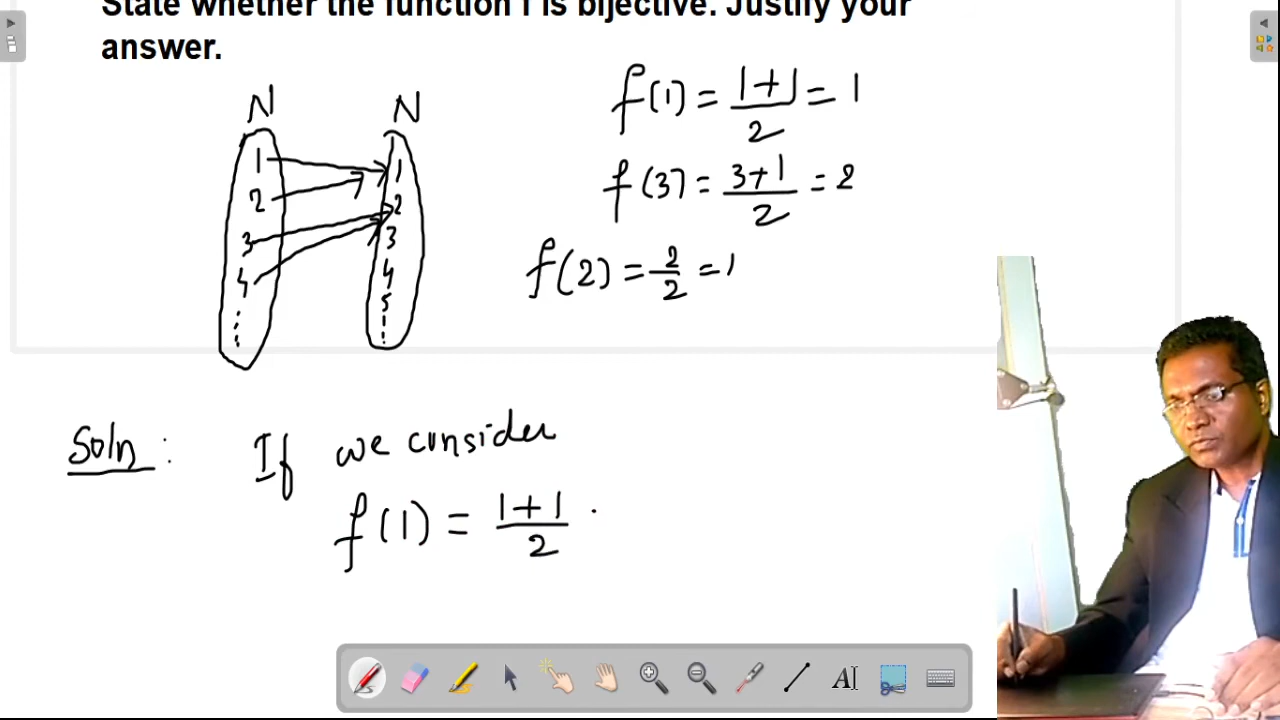 State whether the function f is bijective. Justify your
answer.
N N
1 1
2 2
3 3
4 4
5
f(1) = 1+1/2 = 1
f(3) = 3+1/2 = 2
f(2) = 2/2 = 1
Soln : If we consider
f(1) = 1+1/2
AI